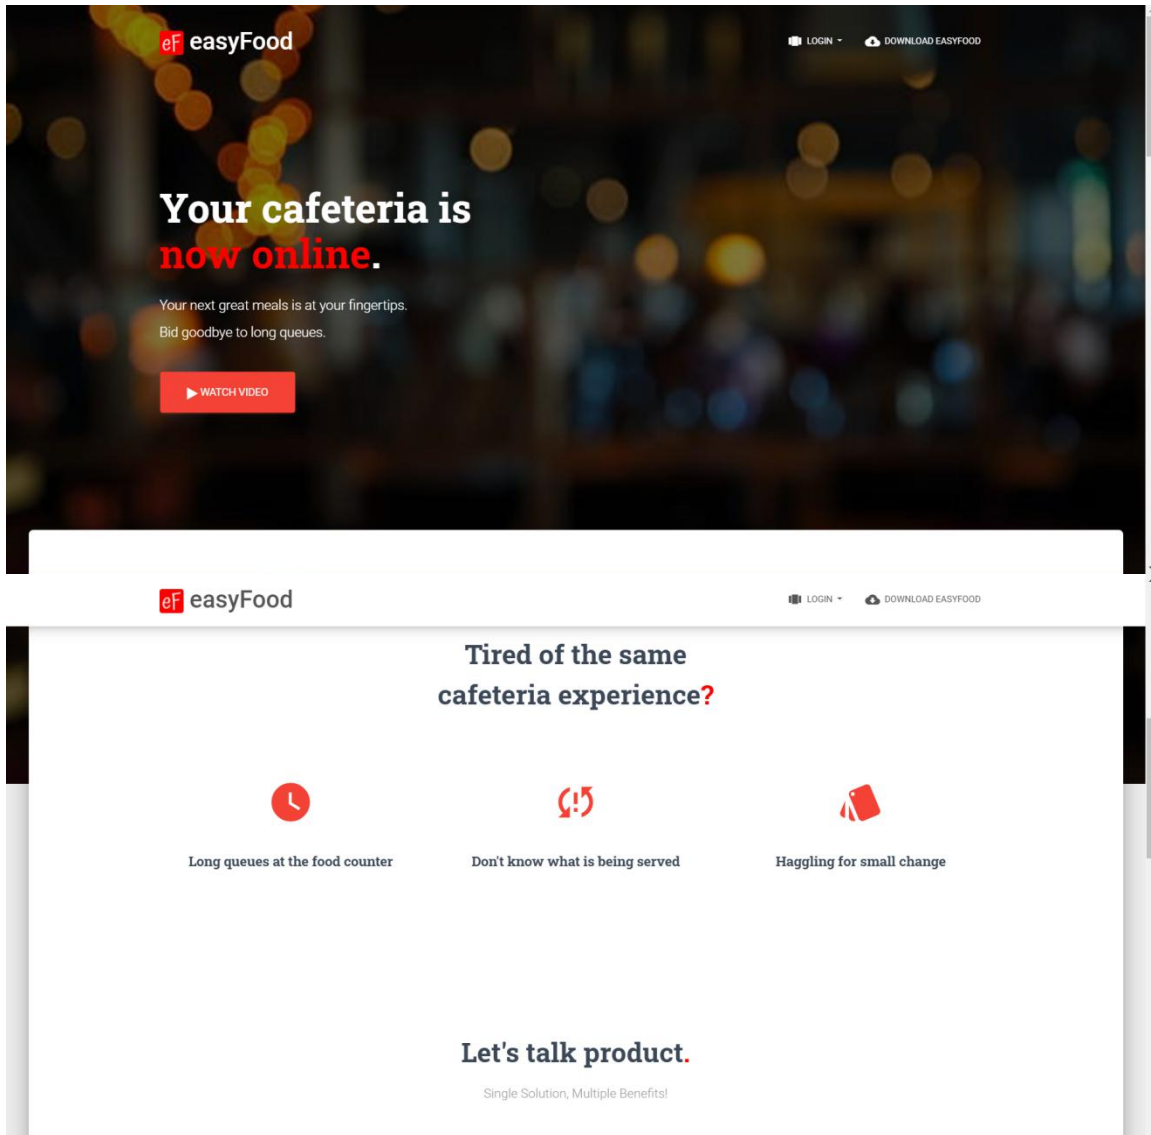 eF easyFood
LOGIN
DOWNLOAD EASYFOOD
Your cafeteria is
now online.
Your next great meals is at your fingertips.
Bid goodbye to long queues.
WATCH VIDEO
eF easyFood
LOGIN
DOWNLOAD EASYFOOD
Tired of the same
cafeteria experience?
Long queues at the food counter
Don't know what is being served
Haggling for small change
Let's talk product.
Single Solution, Multiple Benefits!